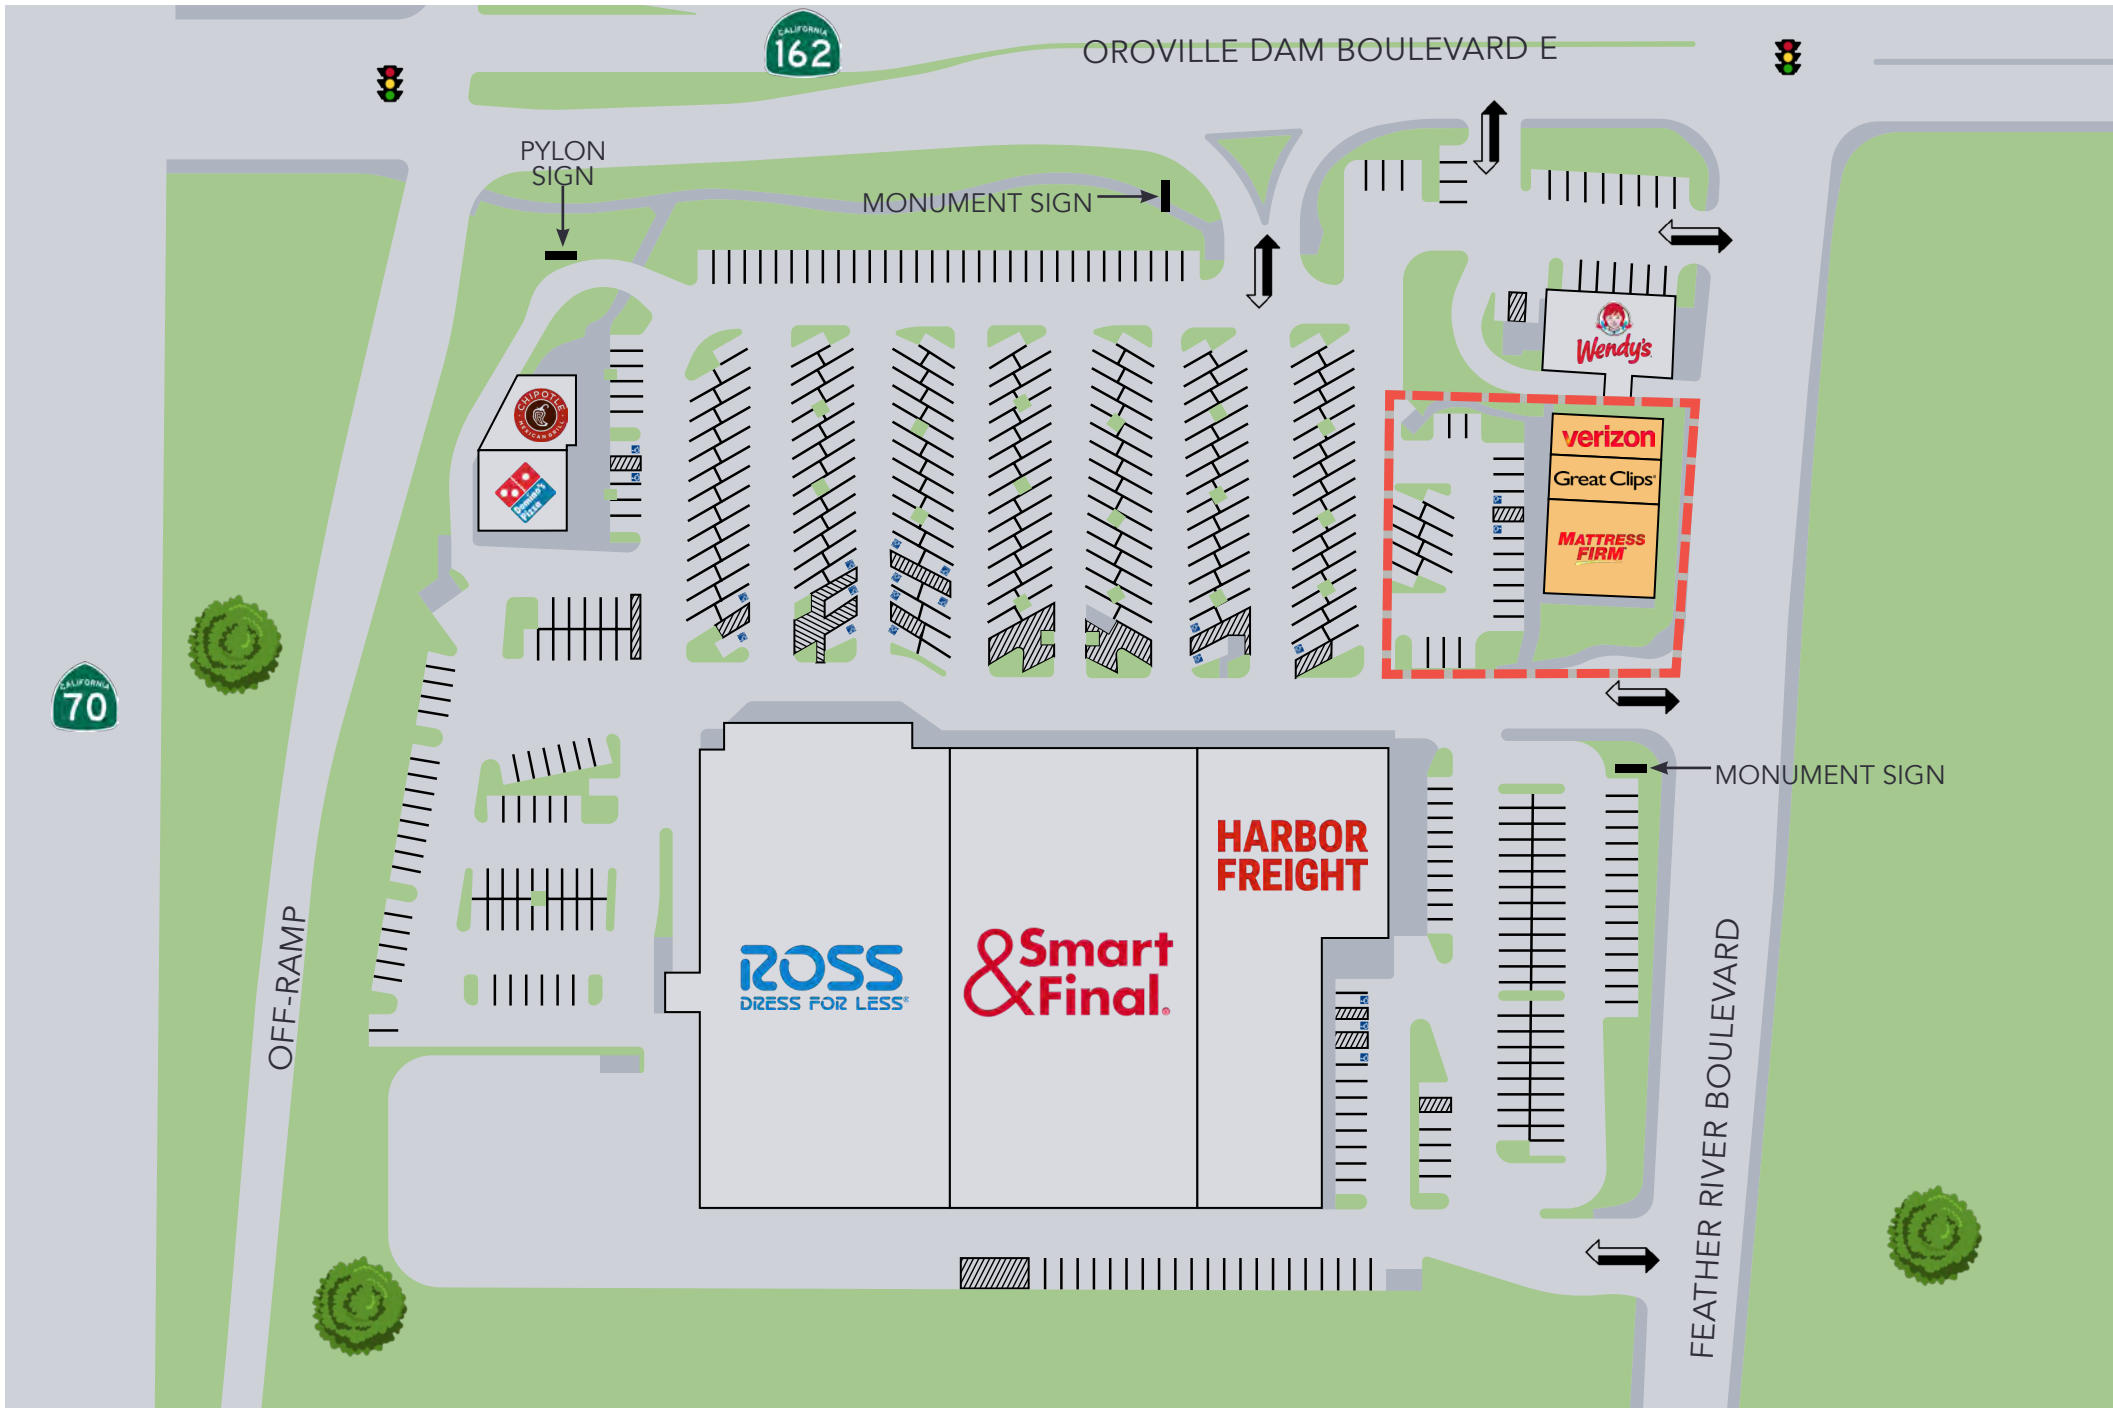 CALIFORNIA
162
OROVILLE DAM BOULEVARD E
PYLON
SIGN
MONUMENT SIGN
Wendy's
CHIPOTLE
MEXICAN GRILL
Domino's
Pizza
verizon
Great Clips®
MATTRESS
FIRM
CALIFORNIA
70
MONUMENT SIGN
HARBOR
FREIGHT
ROSS
DRESS FOR LESS®
&Smart
Final®
OFF-RAMP
FEATHER RIVER BOULEVARD